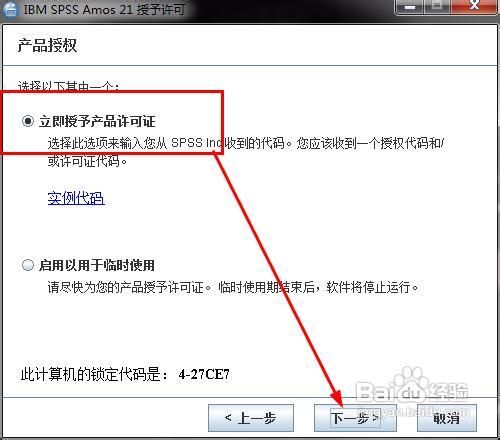 IBM SPSS Amos 21 授予许可
产品授权
选择以下其中一个：
立即授予产品许可证
选择此选项来输入您从 SPSS Inc 收到的代码。您应该收到一个授权代码和/
或许可证代码。
实例代码
启用以用于临时使用
请尽快为您的产品授予许可证。 临时使用期结束后，软件将停止运行。
此计算机的锁定代码是： 4-27CE7
< 上一步
下一步 >
取消
Baidu 经验
jingyan.baidu.com